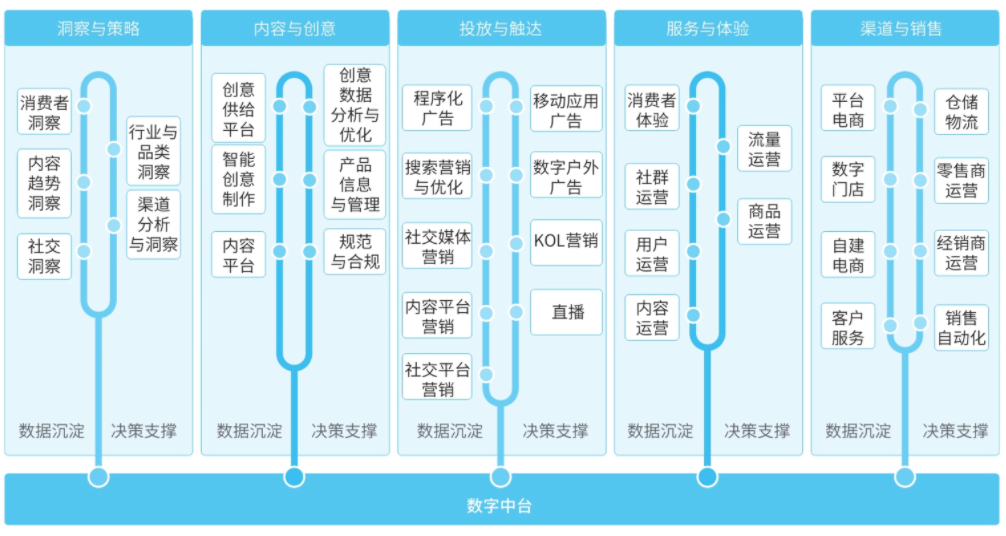 洞察与策略
消费者
洞察
内容
趋势
洞察
社交
洞察
行业与
品类
洞察
渠道
分析
与洞察
数据沉淀
决策支撑
内容与创意
创意
供给
平台
智能
创意
制作
内容
平台
创意
数据
分析与
优化
产品
信息
与管理
规范
与合规
数据沉淀
决策支撑
投放与触达
程序化
广告
搜索营销
与优化
社交媒体
营销
内容平台
营销
社交平台
营销
移动应用
广告
数字户外
广告
KOL营销
直播
数据沉淀
决策支撑
服务与体验
消费者
体验
社群
运营
用户
运营
内容
运营
流量
运营
商品
运营
数据沉淀
决策支撑
渠道与销售
平台
电商
数字
门店
自建
电商
客户
服务
仓储
物流
零售商
运营
经销商
运营
销售
自动化
数据沉淀
决策支撑
数字中台